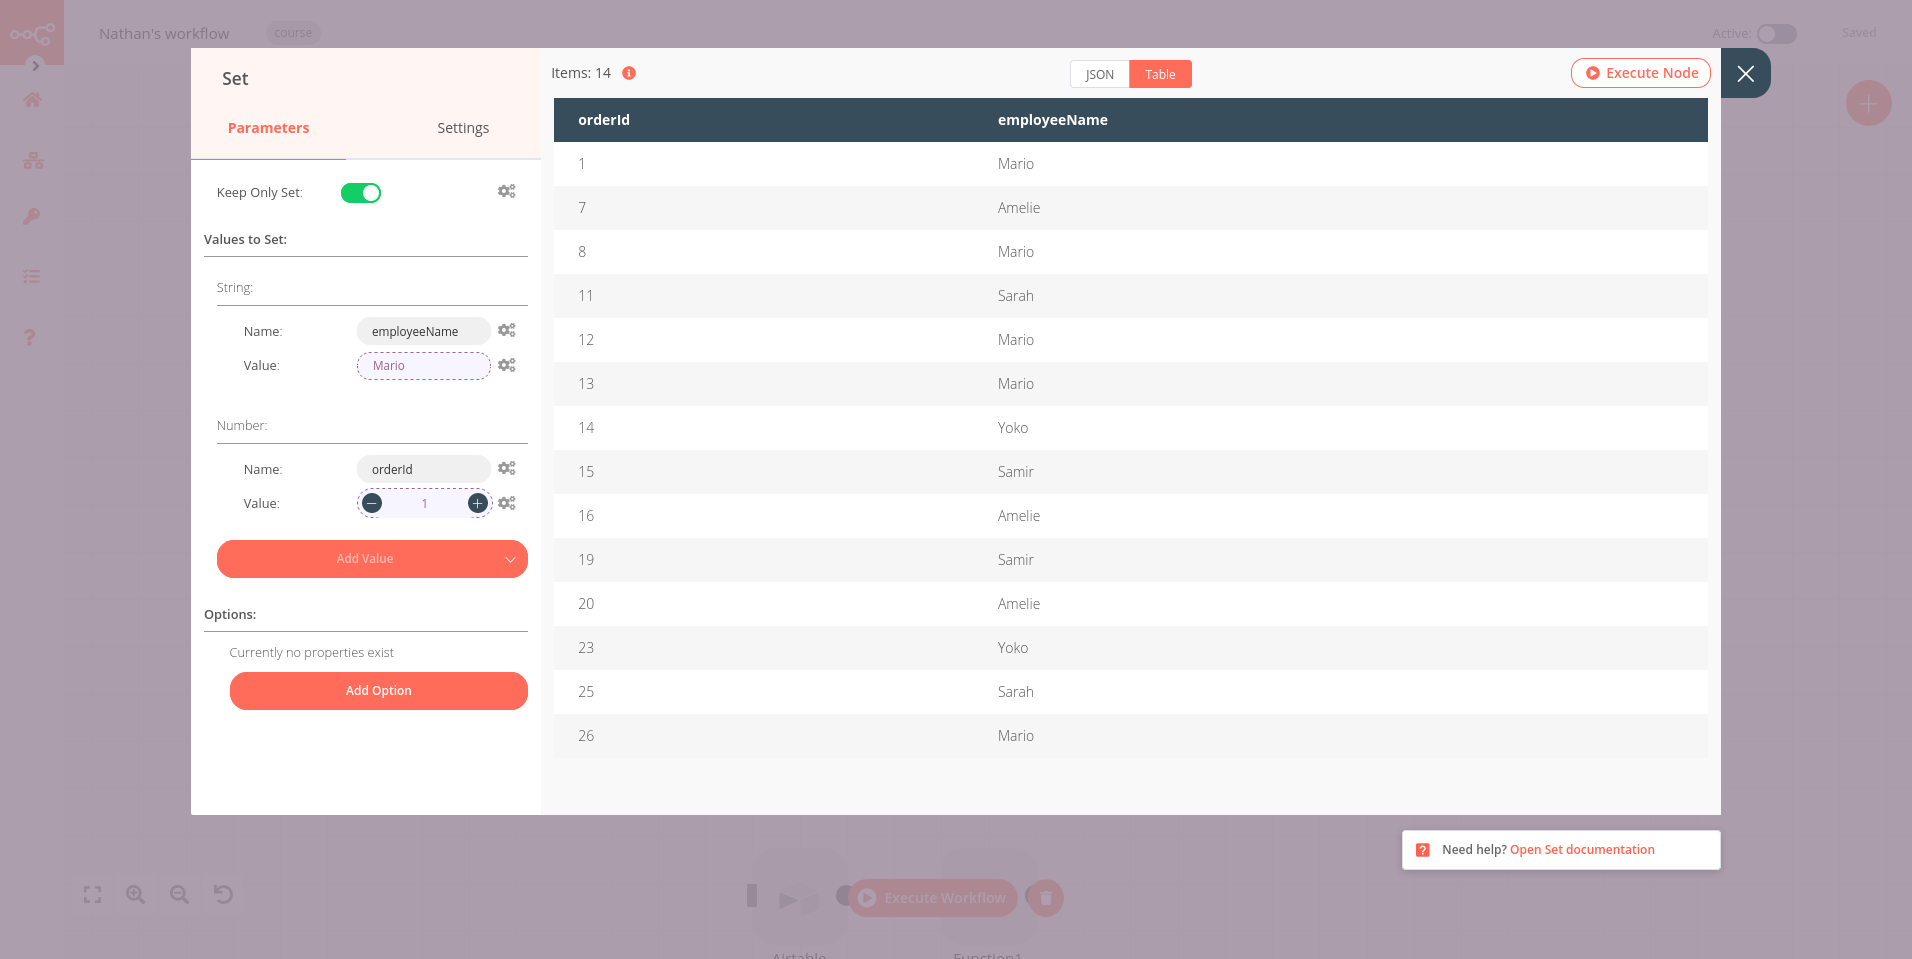 Nathan's workflow course Active: Saved
Set
Parameters Settings
Keep Only Set:
Values to Set:
String:
Name: employeeName
Value: Mario
Number:
Name: orderId
Value: 1
Add Value
Options:
Currently no properties exist
Add Option
Items: 14 JSON Table Execute Node
orderId employeeName
1 Mario
7 Amelie
8 Mario
11 Sarah
12 Mario
13 Mario
14 Yoko
15 Samir
16 Amelie
19 Samir
20 Amelie
23 Yoko
25 Sarah
26 Mario
Need help? Open Set documentation
Execute Workflow
Airtable Function1